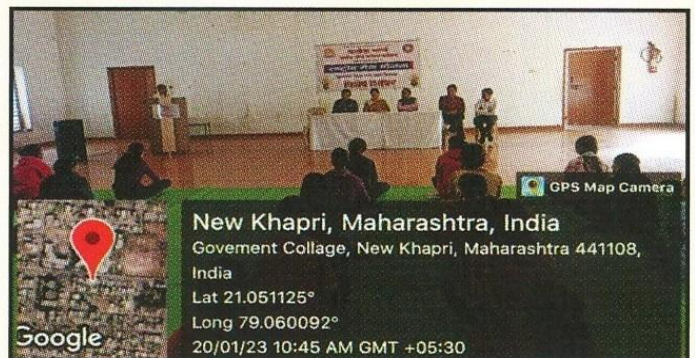 राष्ट्रीय सेवा योजना
GPS Map Camera
New Khapri, Maharashtra, India
Govement Collage, New Khapri, Maharashtra 441108,
India
Lat 21.051125°
Long 79.060092°
20/01/23 10:45 AM GMT +05:30
Google